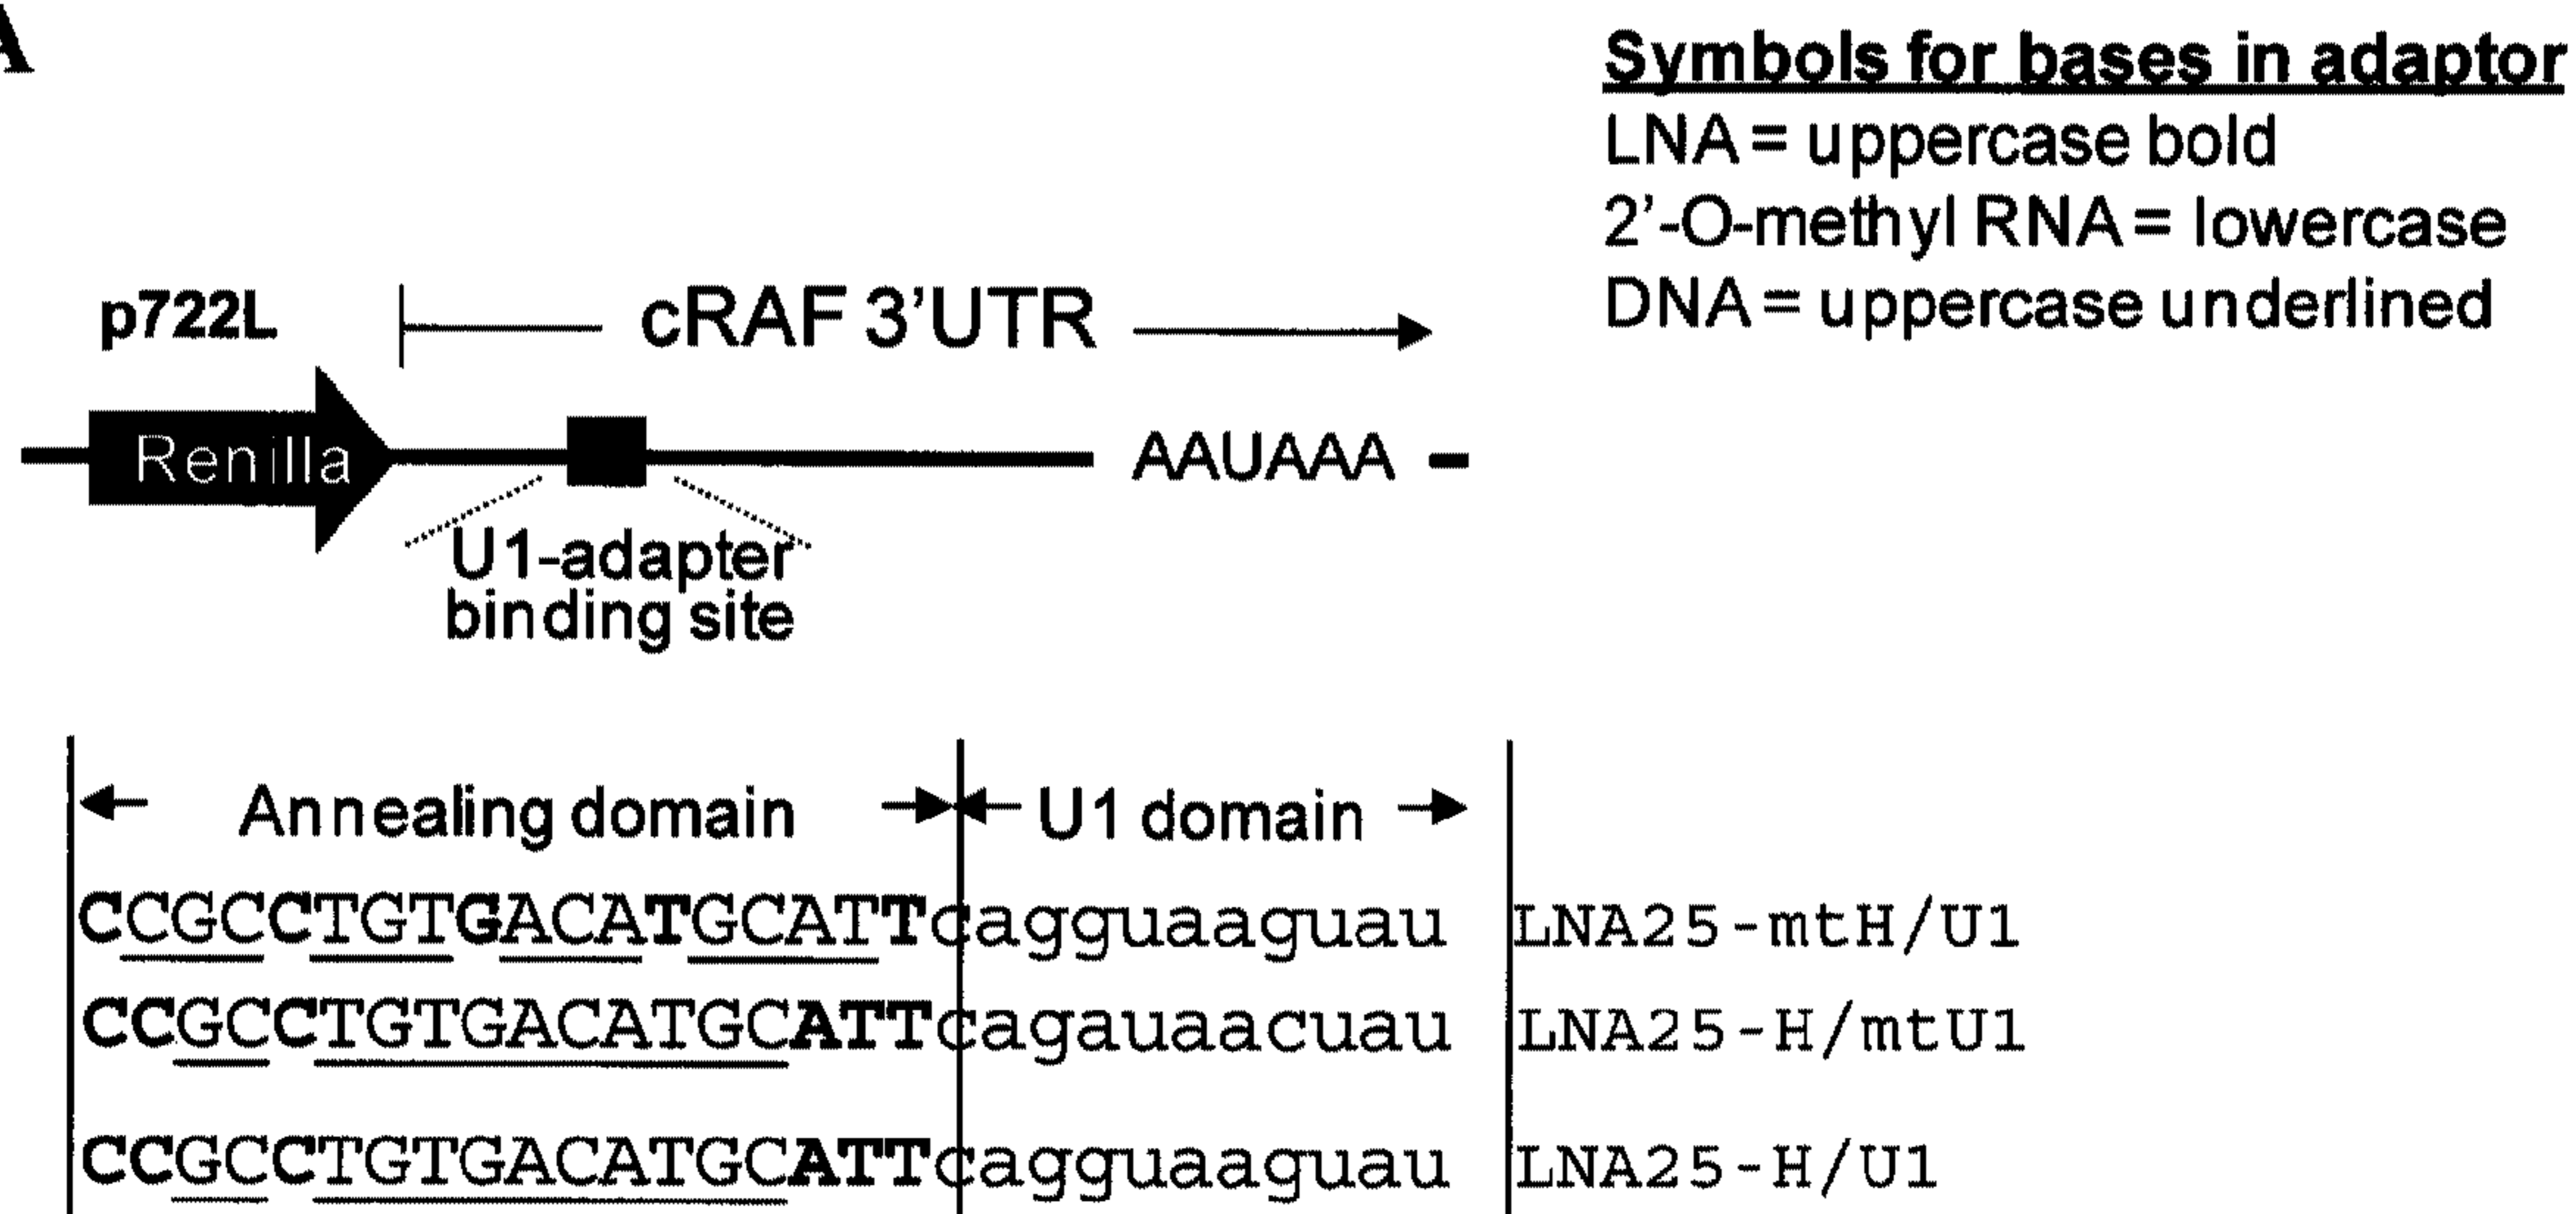 A
Symbols for bases in adaptor
LNA = uppercase bold
2'-O-methyl RNA = lowercase
DNA = uppercase underlined
p722L
cRAF 3'UTR
Renilla
AAUAAA
U1-adapter
binding site
Annealing domain
U1 domain
CCGCCTGTGACATGCATTcagguaaguau LNA25-mtH/U1
CCGCCTGTGACATGCATTcagauaacuau LNA25-H/mtU1
CCGCCTGTGACATGCATTcagguaaguau LNA25-H/U1